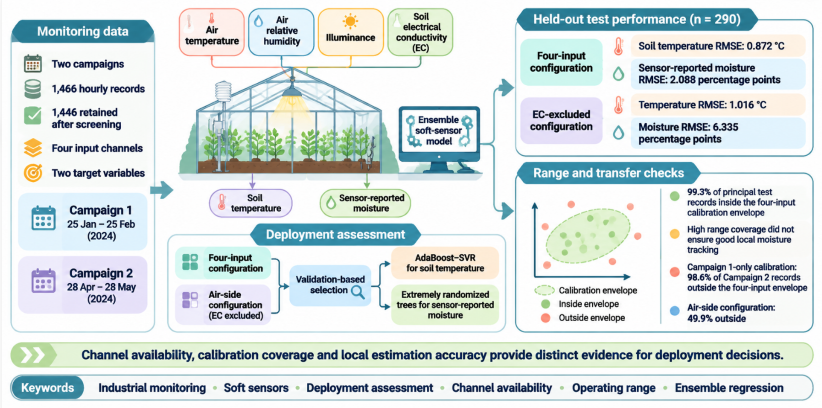 Monitoring data
Two campaigns
1,466 hourly records
1,446 retained
after screening
Four input channels
Two target variables
Campaign 1
25 Jan – 25 Feb
(2024)
Campaign 2
28 Apr – 28 May
(2024)
Air
temperature
Air
relative
humidity
Illuminance
Soil
electrical
conductivity
(EC)
Ensemble
soft-sensor
model
Soil
temperature
Sensor-reported
moisture
Deployment assessment
Four-input
configuration
Air-side
configuration
(EC excluded)
Validation-based
selection
AdaBoost–SVR
for soil temperature
Extremely randomized
trees for sensor-reported
moisture
Held-out test performance (n = 290)
Four-input
configuration
Soil temperature RMSE: 0.872 °C
Sensor-reported moisture
RMSE: 2.088 percentage points
EC-excluded
configuration
Temperature RMSE: 1.016 °C
Moisture RMSE: 6.335
percentage points
Range and transfer checks
Calibration envelope
Inside envelope
Outside envelope
99.3% of principal test
records inside the four-input
calibration envelope
High range coverage did not
ensure good local moisture
tracking
Campaign 1-only calibration:
98.6% of Campaign 2 records
outside the four-input envelope
Air-side configuration:
49.9% outside
Channel availability, calibration coverage and local estimation accuracy provide distinct evidence for deployment decisions.
Keywords
Industrial monitoring • Soft sensors • Deployment assessment • Channel availability • Operating range • Ensemble regression